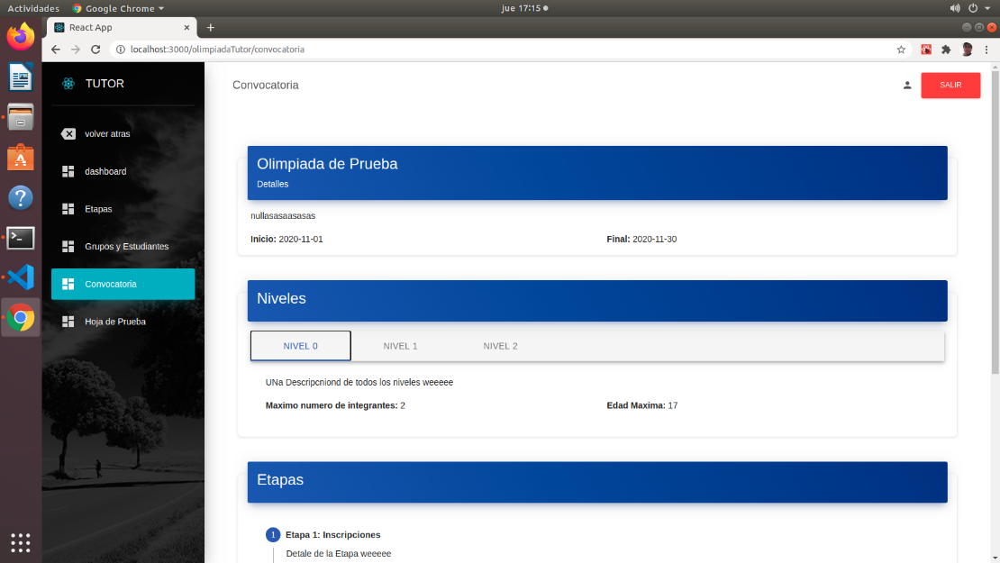 Actividades
Google Chrome
jue 17:15
React App
localhost:3000/olimpiadaTutor/convocatoria
TUTOR
volver atras
dashboard
Etapas
Grupos y Estudiantes
Convocatoria
Hoja de Prueba
Convocatoria
SALIR
Olimpiada de Prueba
Detalles
nullasasaasasas
Inicio: 2020-11-01
Final: 2020-11-30
Niveles
NIVEL 0
NIVEL 1
NIVEL 2
UNa Descripcniond de todos los niveles weeeee
Maximo numero de integrantes: 2
Edad Maxima: 17
Etapas
1
Etapa 1: Inscripciones
Detale de la Etapa weeeee